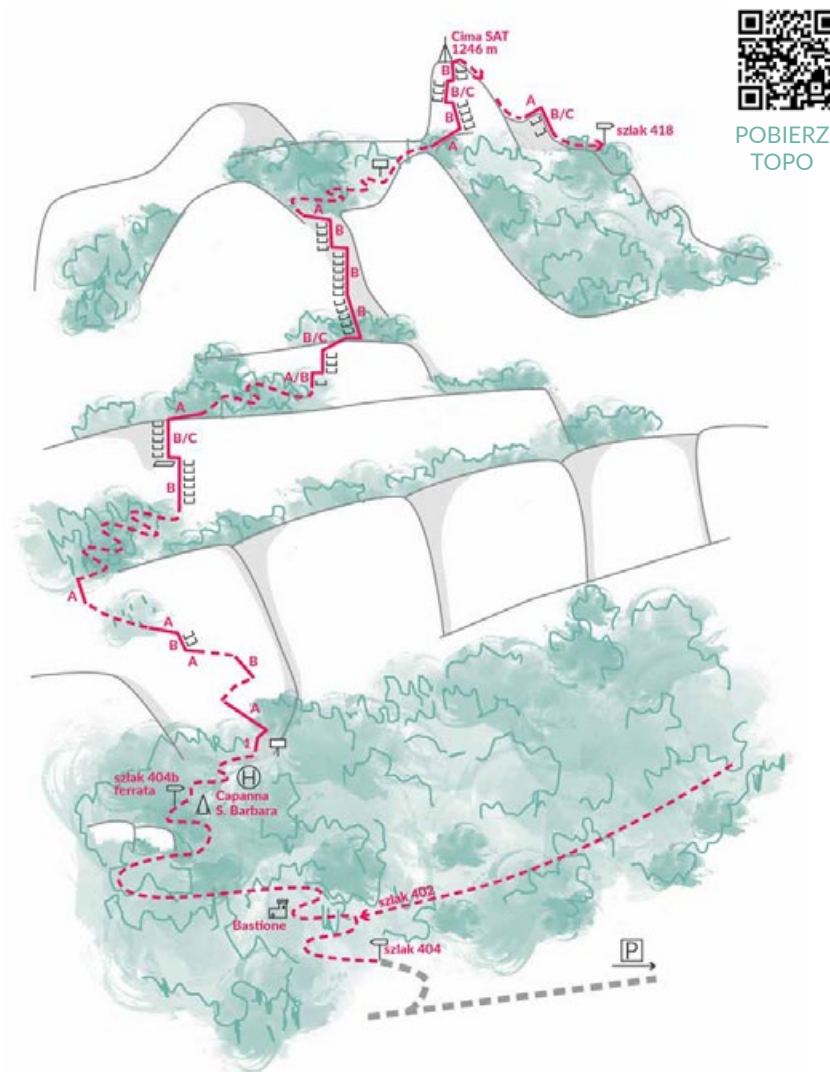 Cima SAT
1246 m
POBIERZ
TOPO
B
B/C
B
A
A
B/C
szlak 418
A
B
B
B
B/C
A/B
A
B/C
B
A
A
B
A
B
A
1
H
szlak 404b
ferrata
Capanna
S. Barbara
szlak 402
Bastione
szlak 404
P